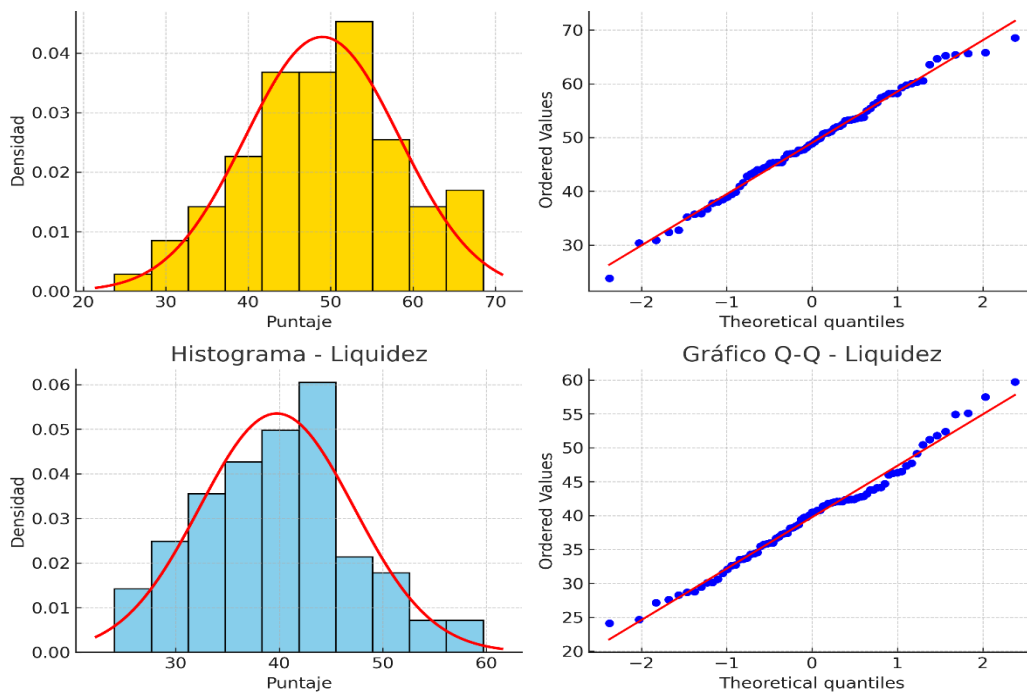 0.04
0.03
0.02
0.01
0.00
Densidad
20 30 40 50 60 70
Puntaje
70
60
50
40
30
Ordered Values
−2 −1 0 1 2
Theoretical quantiles
Histograma - Liquidez
0.06
0.05
0.04
0.03
0.02
0.01
0.00
Densidad
30 40 50 60
Puntaje
Gráfico Q-Q - Liquidez
60
55
50
45
40
35
30
25
20
Ordered Values
−2 −1 0 1 2
Theoretical quantiles